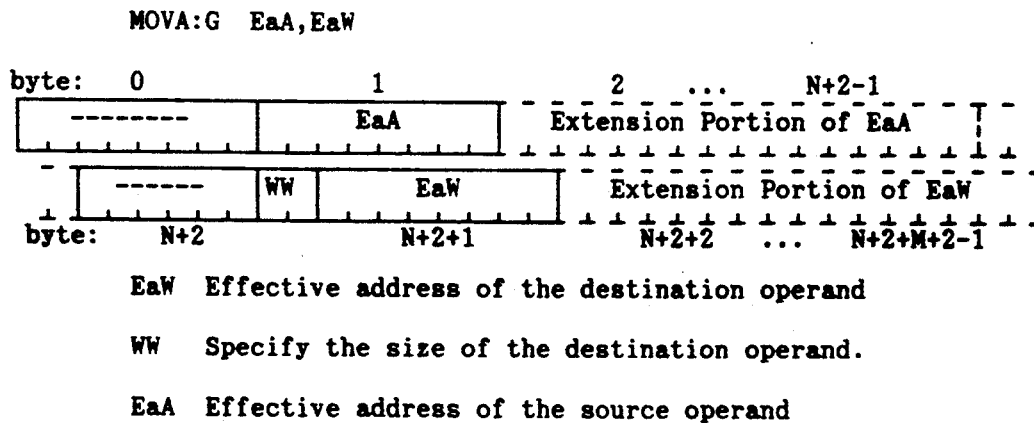 MOVA:G EaA,EaW
byte: 0 1 2 ... N+2-1
-------- EaA Extension Portion of EaA
------ WW EaW Extension Portion of EaW
byte: N+2 N+2+1 N+2+2 ... N+2+M+2-1
EaW Effective address of the destination operand
WW Specify the size of the destination operand.
EaA Effective address of the source operand